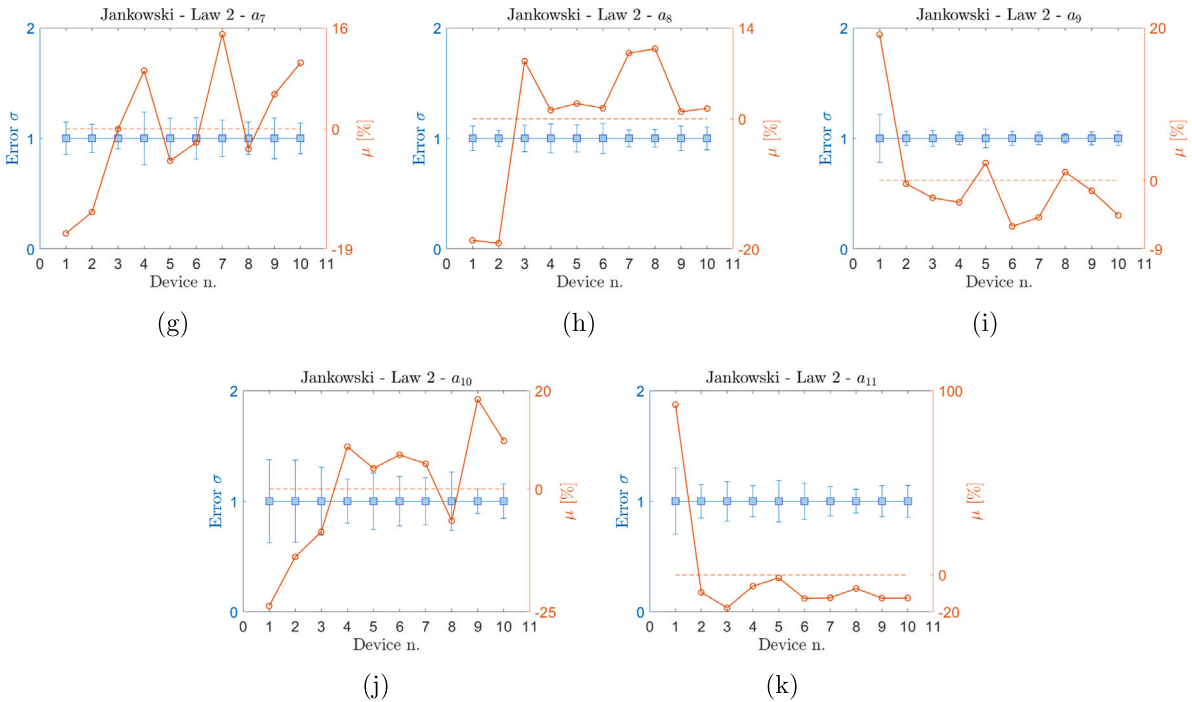 Jankowski - Law 2 - a7
Jankowski - Law 2 - a8
Jankowski - Law 2 - a9
2 16
2 14
2 20
Error σ
1
0 μ [%]
Error σ
1
0 μ [%]
Error σ
1
0 μ [%]
0 -19
0 -20
0 -9
0 1 2 3 4 5 6 7 8 9 10 11
0 1 2 3 4 5 6 7 8 9 10 11
0 1 2 3 4 5 6 7 8 9 10 11
Device n.
Device n.
Device n.
(g)
(h)
(i)
Jankowski - Law 2 - a10
Jankowski - Law 2 - a11
2 20
2 100
Error σ
1
0 μ [%]
Error σ
1
0 μ [%]
0 -25
0 -20
0 1 2 3 4 5 6 7 8 9 10 11
0 1 2 3 4 5 6 7 8 9 10 11
Device n.
Device n.
(j)
(k)